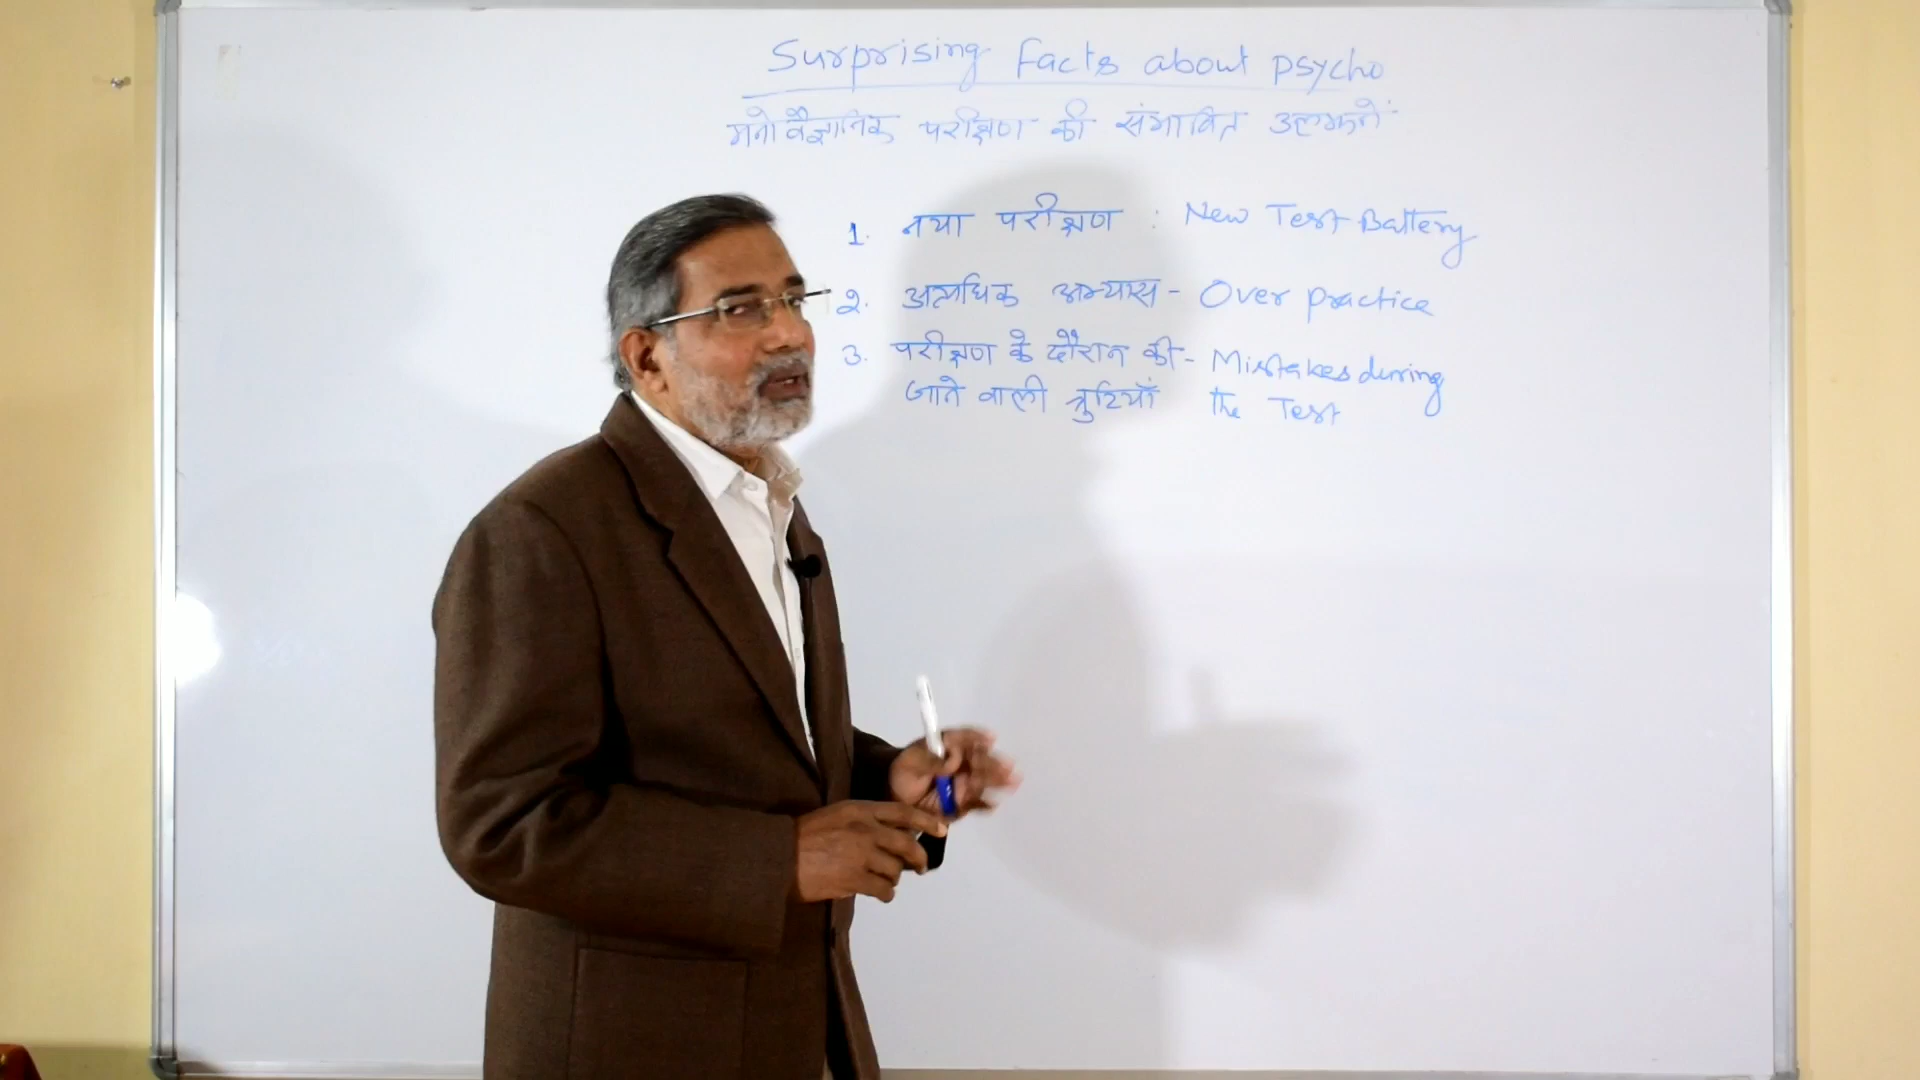 Surprising Facts about psycho
मनोवैज्ञानिक परीक्षण की संभावित उलझनें
1. नया परीक्षण : New Test Battery
2. अत्यधिक अभ्यास - Over practice
3. परीक्षण के दौरान की - Mistakes during
जाने वाली त्रुटियाँ the Test